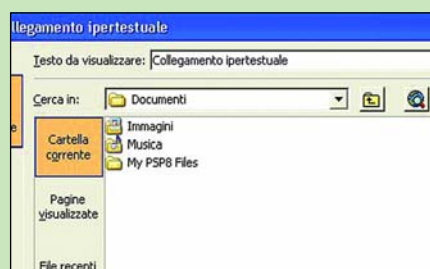 llegamento ipertestuale
Testo da visualizzare: Collegamento ipertestuale
Cerca in: Documenti
Cartella corrente
Immagini
Musica
My PSP8 Files
Pagine visualizzate
File recenti